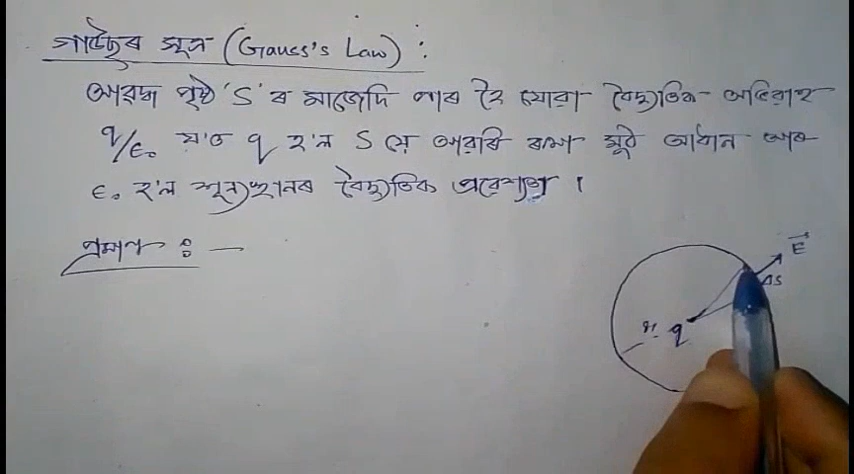 গাউছৰ সূত্ৰ (Gauss's Law) :
আৱদ্ধ পৃষ্ঠ 'S' ৰ মাজেদি পাৰ হৈ যোৱা বৈদ্যুতিক অভিবাহ
q/ϵ₀ য'ত q হ'ল S য়ে আৱৰি ৰখা মুঠ আধান আৰু
ϵ₀ হ'ল শূন্যস্থানৰ বৈদ্যুতিক প্ৰবেশ্যতা ।
প্ৰমাণ : —
E⃗
ΔS
r q